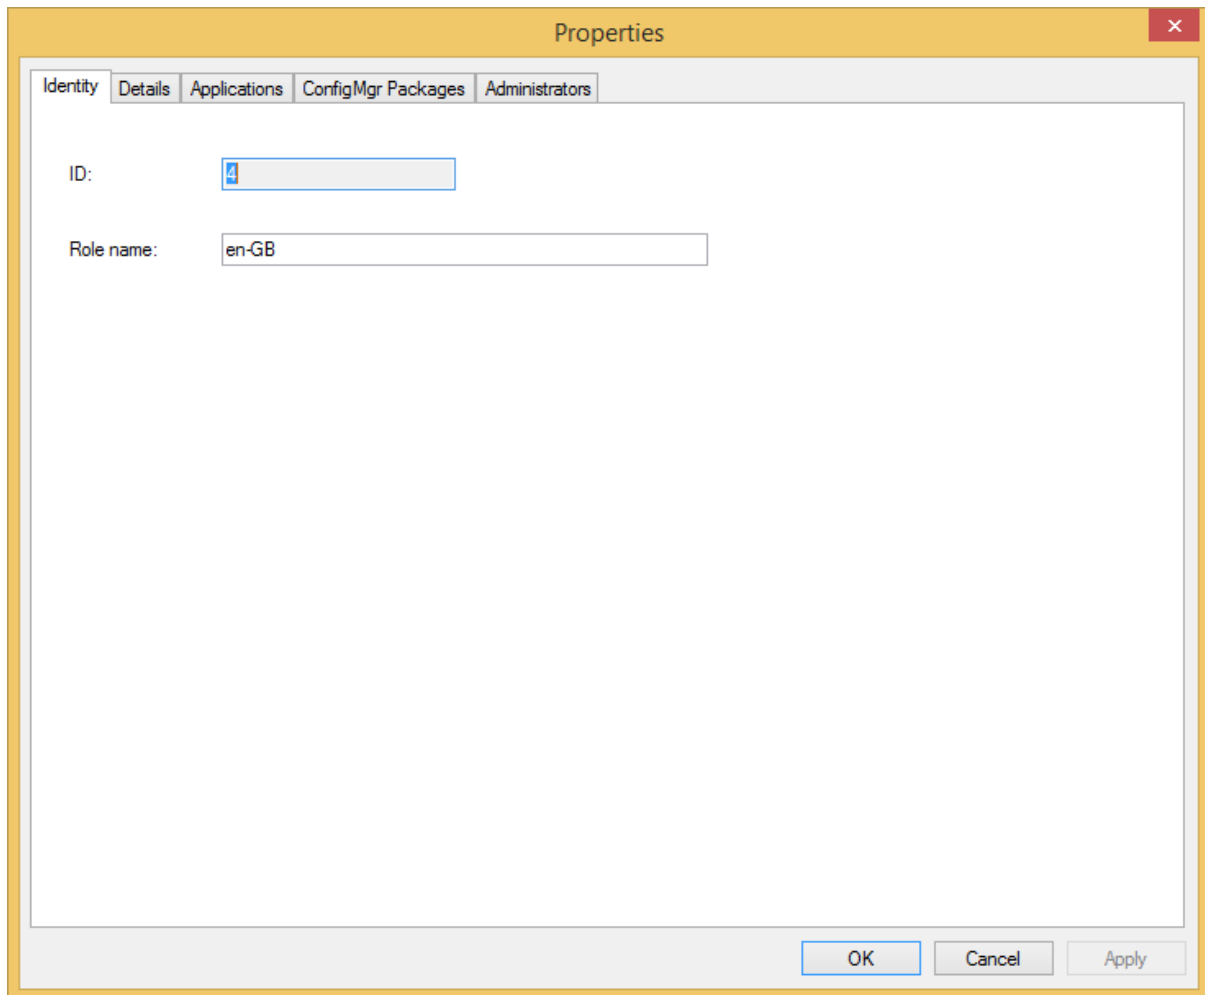 Properties
Identity Details Applications ConfigMgr Packages Administrators
ID: 4
Role name: en-GB
OK Cancel Apply